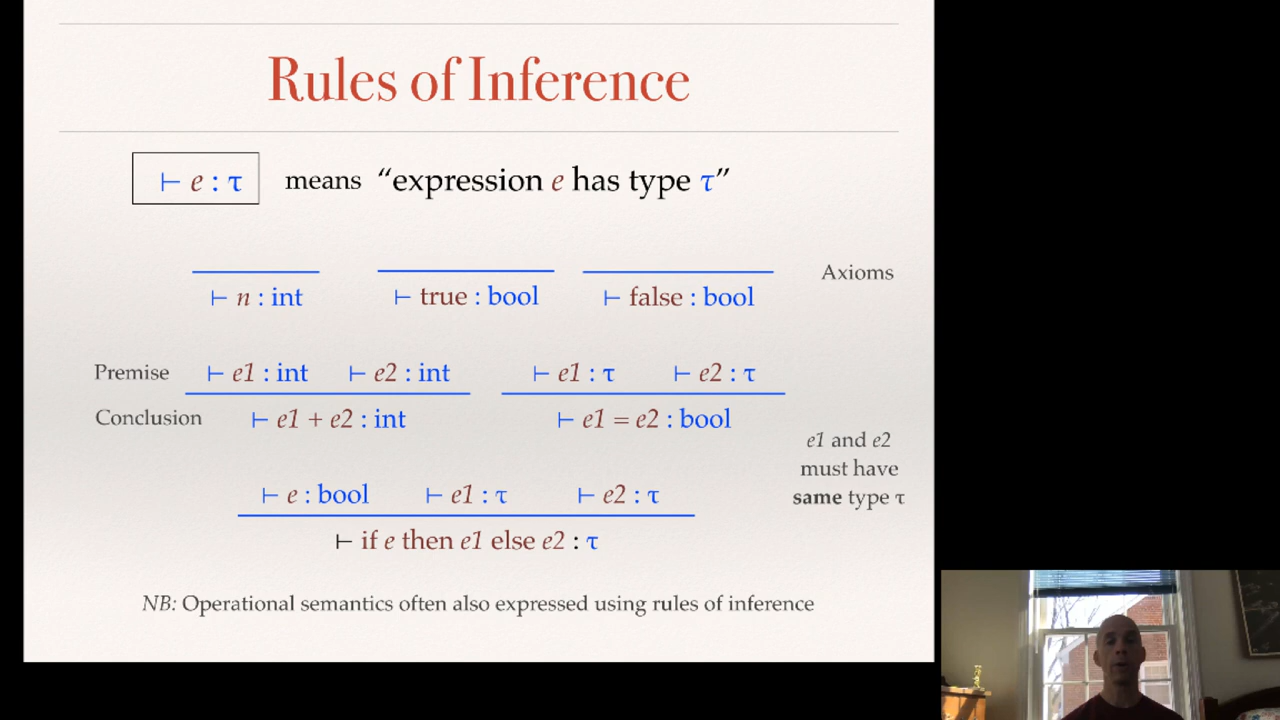 Rules of Inference
⊢ e : τ means “expression e has type τ”
⊢ n : int ⊢ true : bool ⊢ false : bool Axioms
Premise ⊢ e1 : int ⊢ e2 : int ⊢ e1 : τ ⊢ e2 : τ
Conclusion ⊢ e1 + e2 : int ⊢ e1 = e2 : bool
e1 and e2
must have
same type τ
⊢ e : bool ⊢ e1 : τ ⊢ e2 : τ
⊢ if e then e1 else e2 : τ
NB: Operational semantics often also expressed using rules of inference